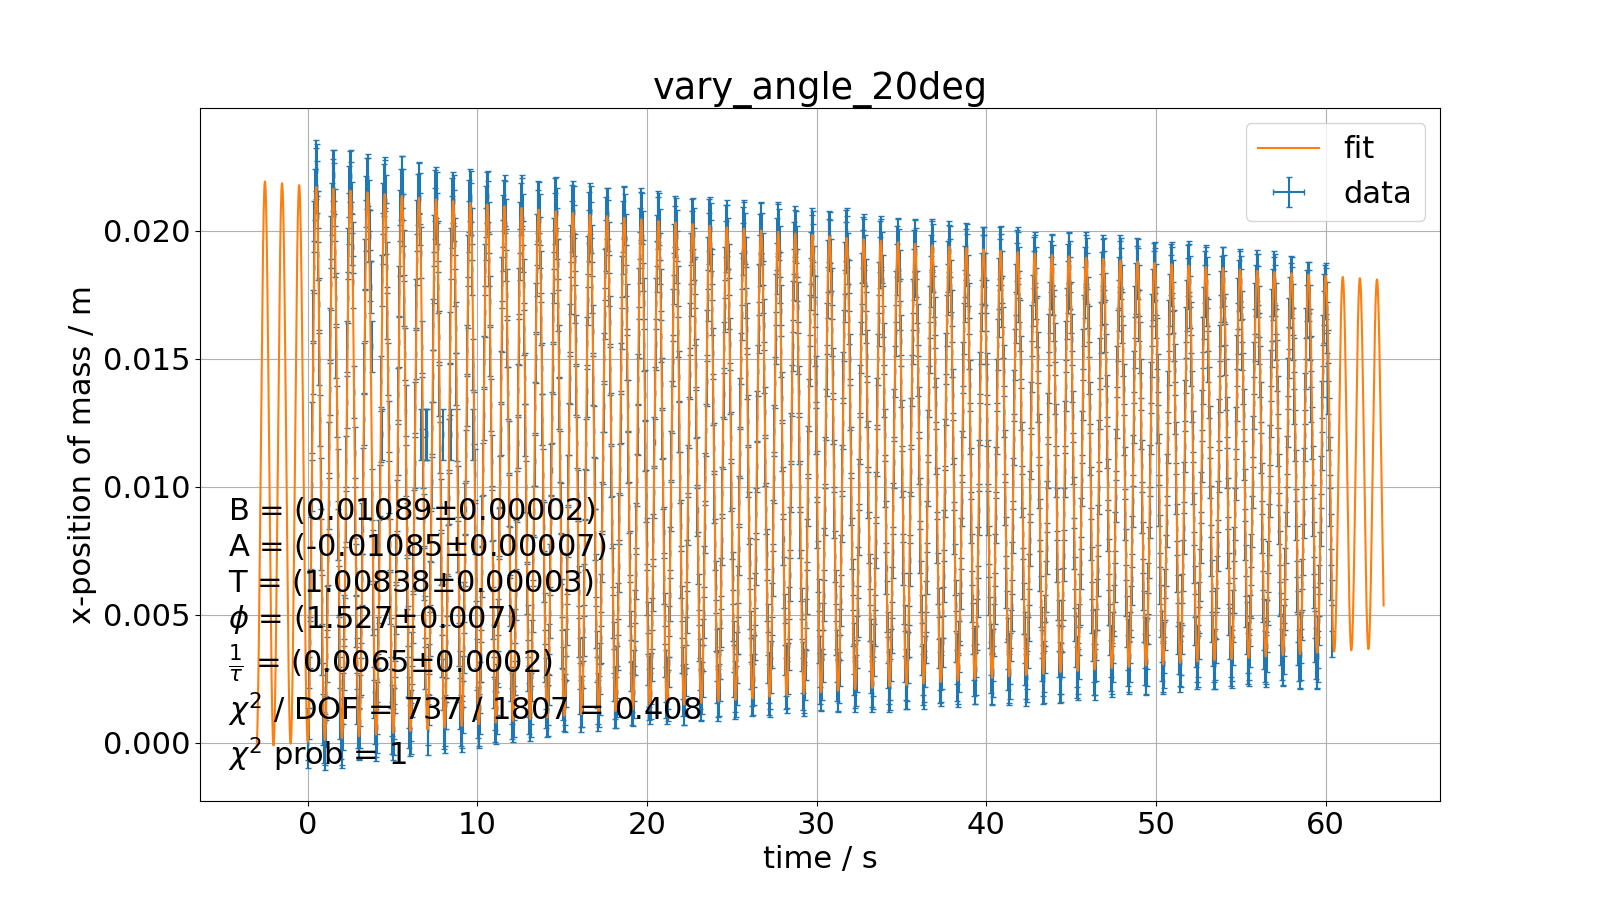 vary_angle_20deg
fit
data
x-position of mass / m
0.020
0.015
0.010
0.005
0.000
B = (0.01089±0.00002)
A = (-0.01085±0.00007)
T = (1.00838±0.00003)
ϕ = (1.527±0.007)
1/τ = (0.0065±0.0002)
χ² / DOF = 737 / 1807 = 0.408
χ² prob = 1
0 10 20 30 40 50 60
time / s